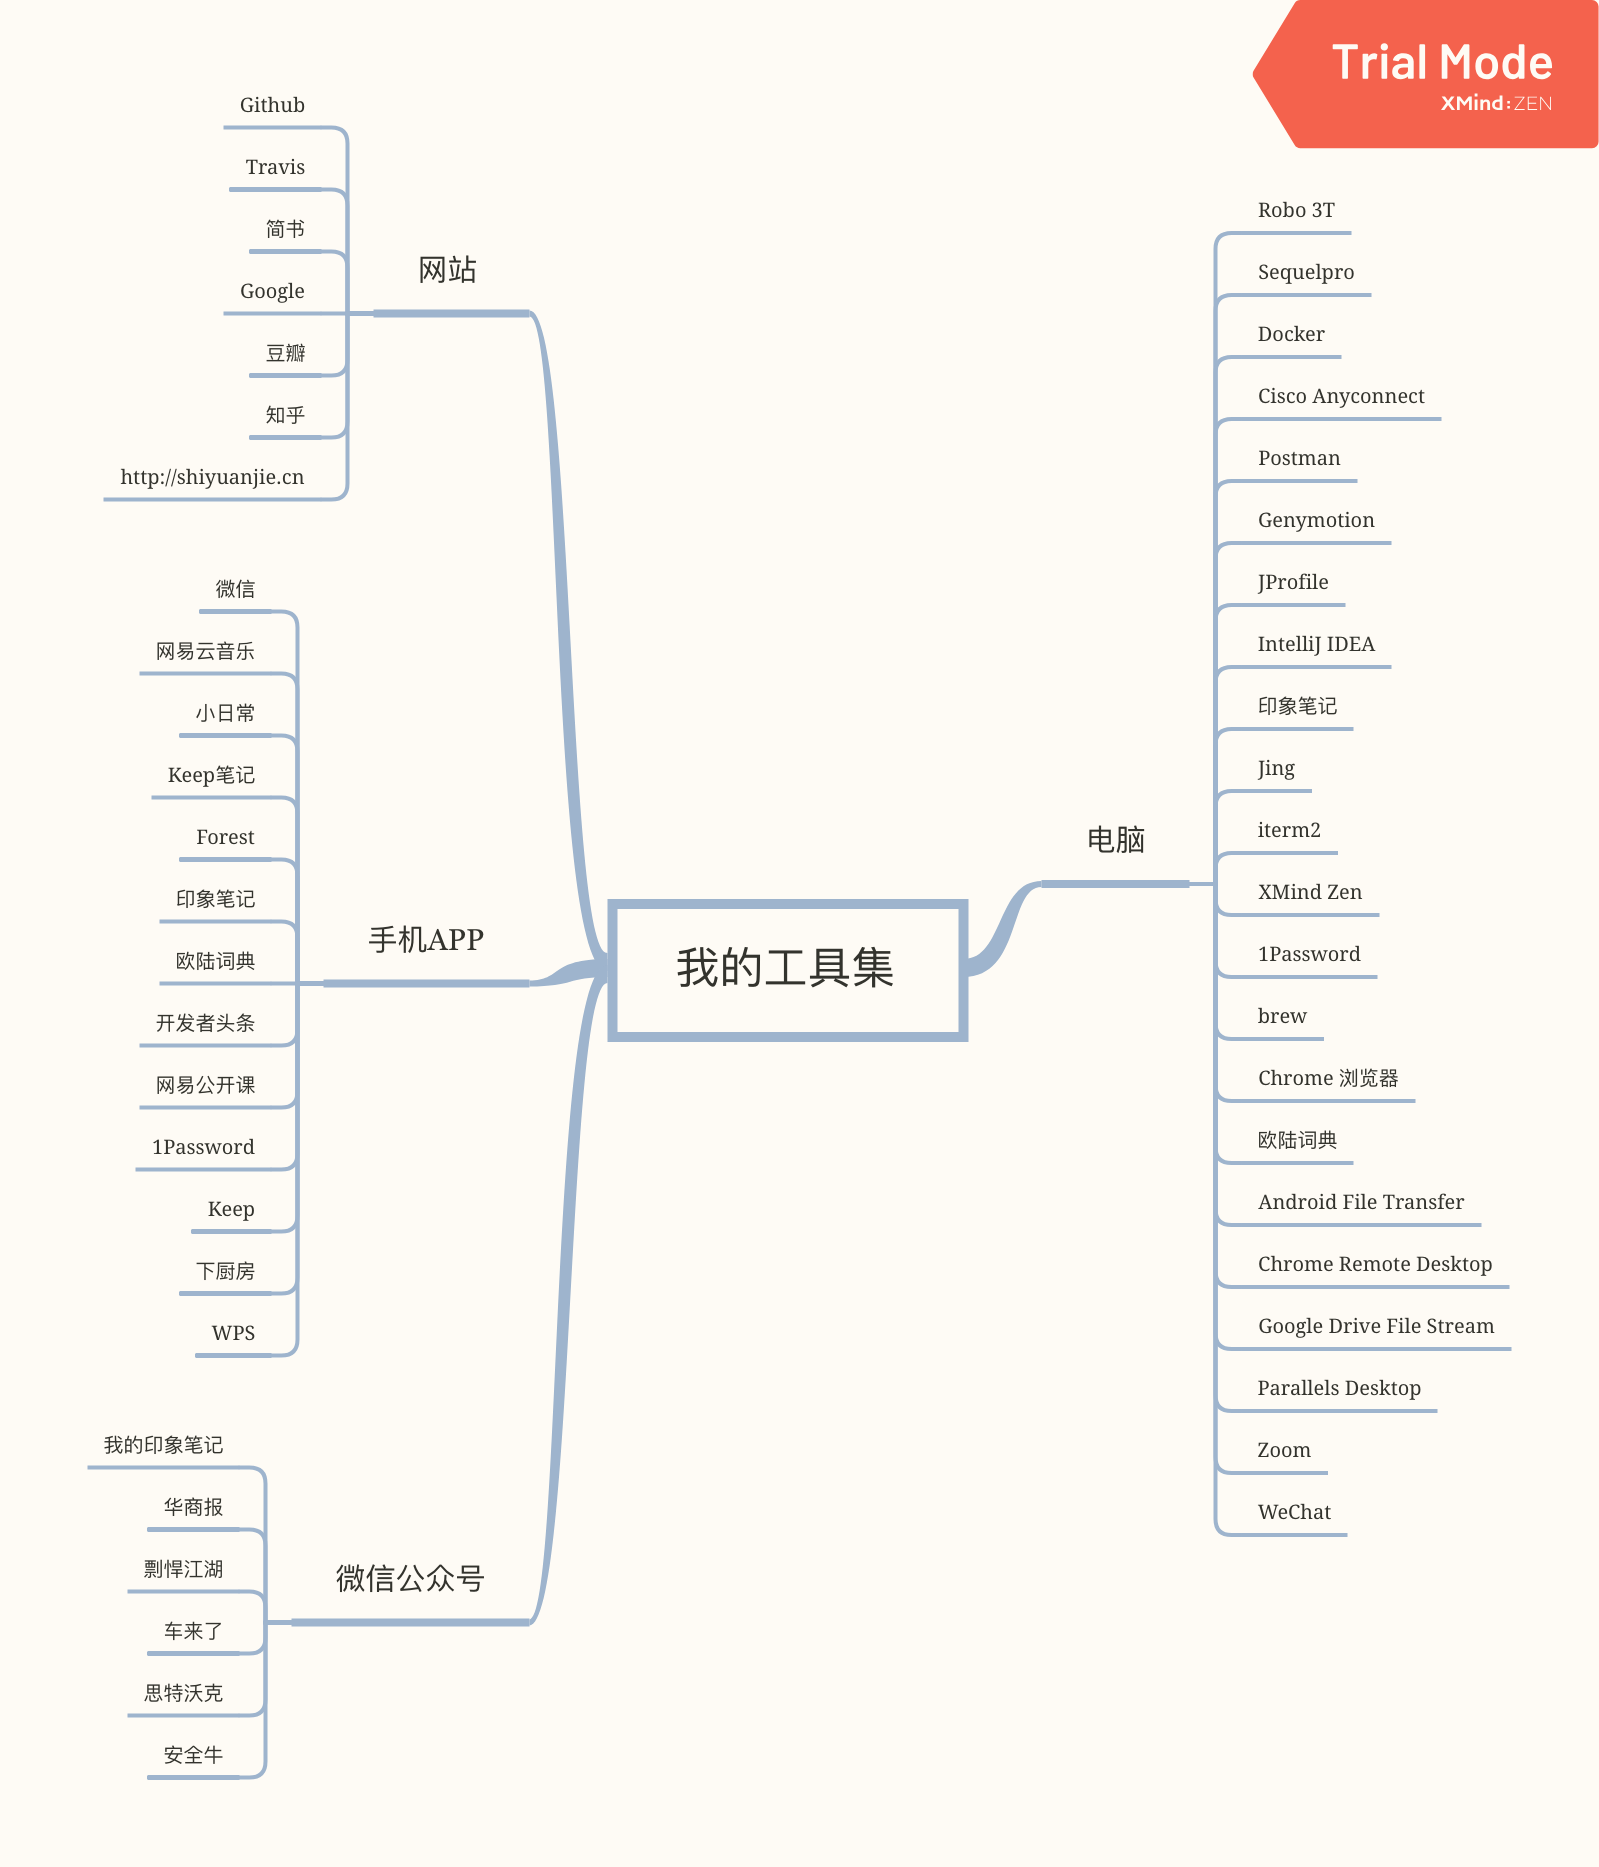 Trial Mode
XMind:ZEN
我的工具集
电脑
Robo 3T
Sequelpro
Docker
Cisco Anyconnect
Postman
Genymotion
JProfile
IntelliJ IDEA
印象笔记
Jing
iterm2
XMind Zen
1Password
brew
Chrome 浏览器
欧陆词典
Android File Transfer
Chrome Remote Desktop
Google Drive File Stream
Parallels Desktop
Zoom
WeChat
网站
Github
Travis
简书
Google
豆瓣
知乎
http://shiyuanjie.cn
手机APP
微信
网易云音乐
小日常
Keep笔记
Forest
印象笔记
欧陆词典
开发者头条
网易公开课
1Password
Keep
下厨房
WPS
微信公众号
我的印象笔记
华商报
剽悍江湖
车来了
思特沃克
安全牛